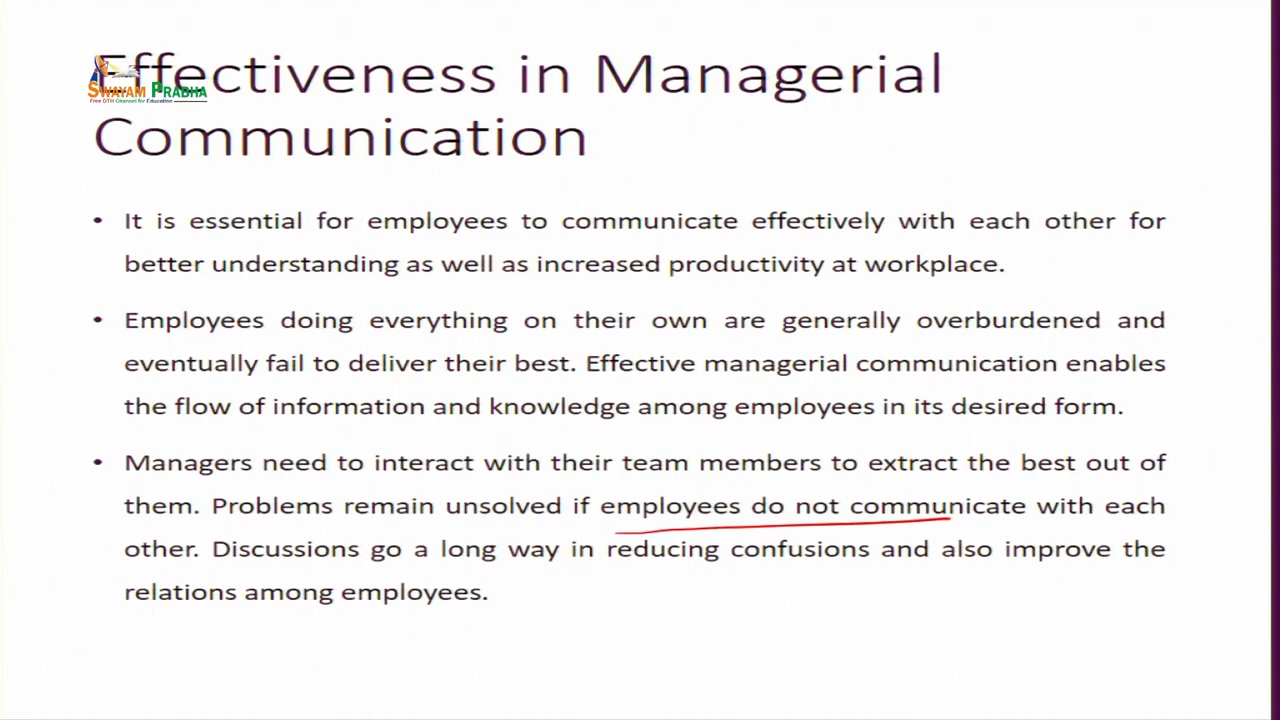 Effectiveness in Managerial
SWAYAM PRABHA
Free DTH Channel for Education
Communication
• It is essential for employees to communicate effectively with each other for
better understanding as well as increased productivity at workplace.
• Employees doing everything on their own are generally overburdened and
eventually fail to deliver their best. Effective managerial communication enables
the flow of information and knowledge among employees in its desired form.
• Managers need to interact with their team members to extract the best out of
them. Problems remain unsolved if employees do not communicate with each
other. Discussions go a long way in reducing confusions and also improve the
relations among employees.